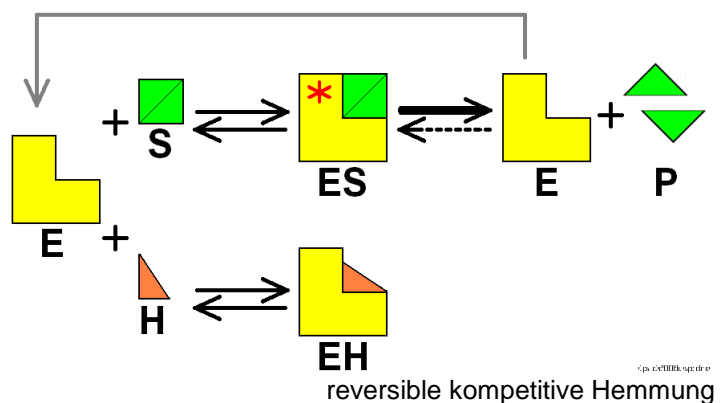 + S
ES
E + P
E
+ H
EH
reversible kompetitive Hemmung